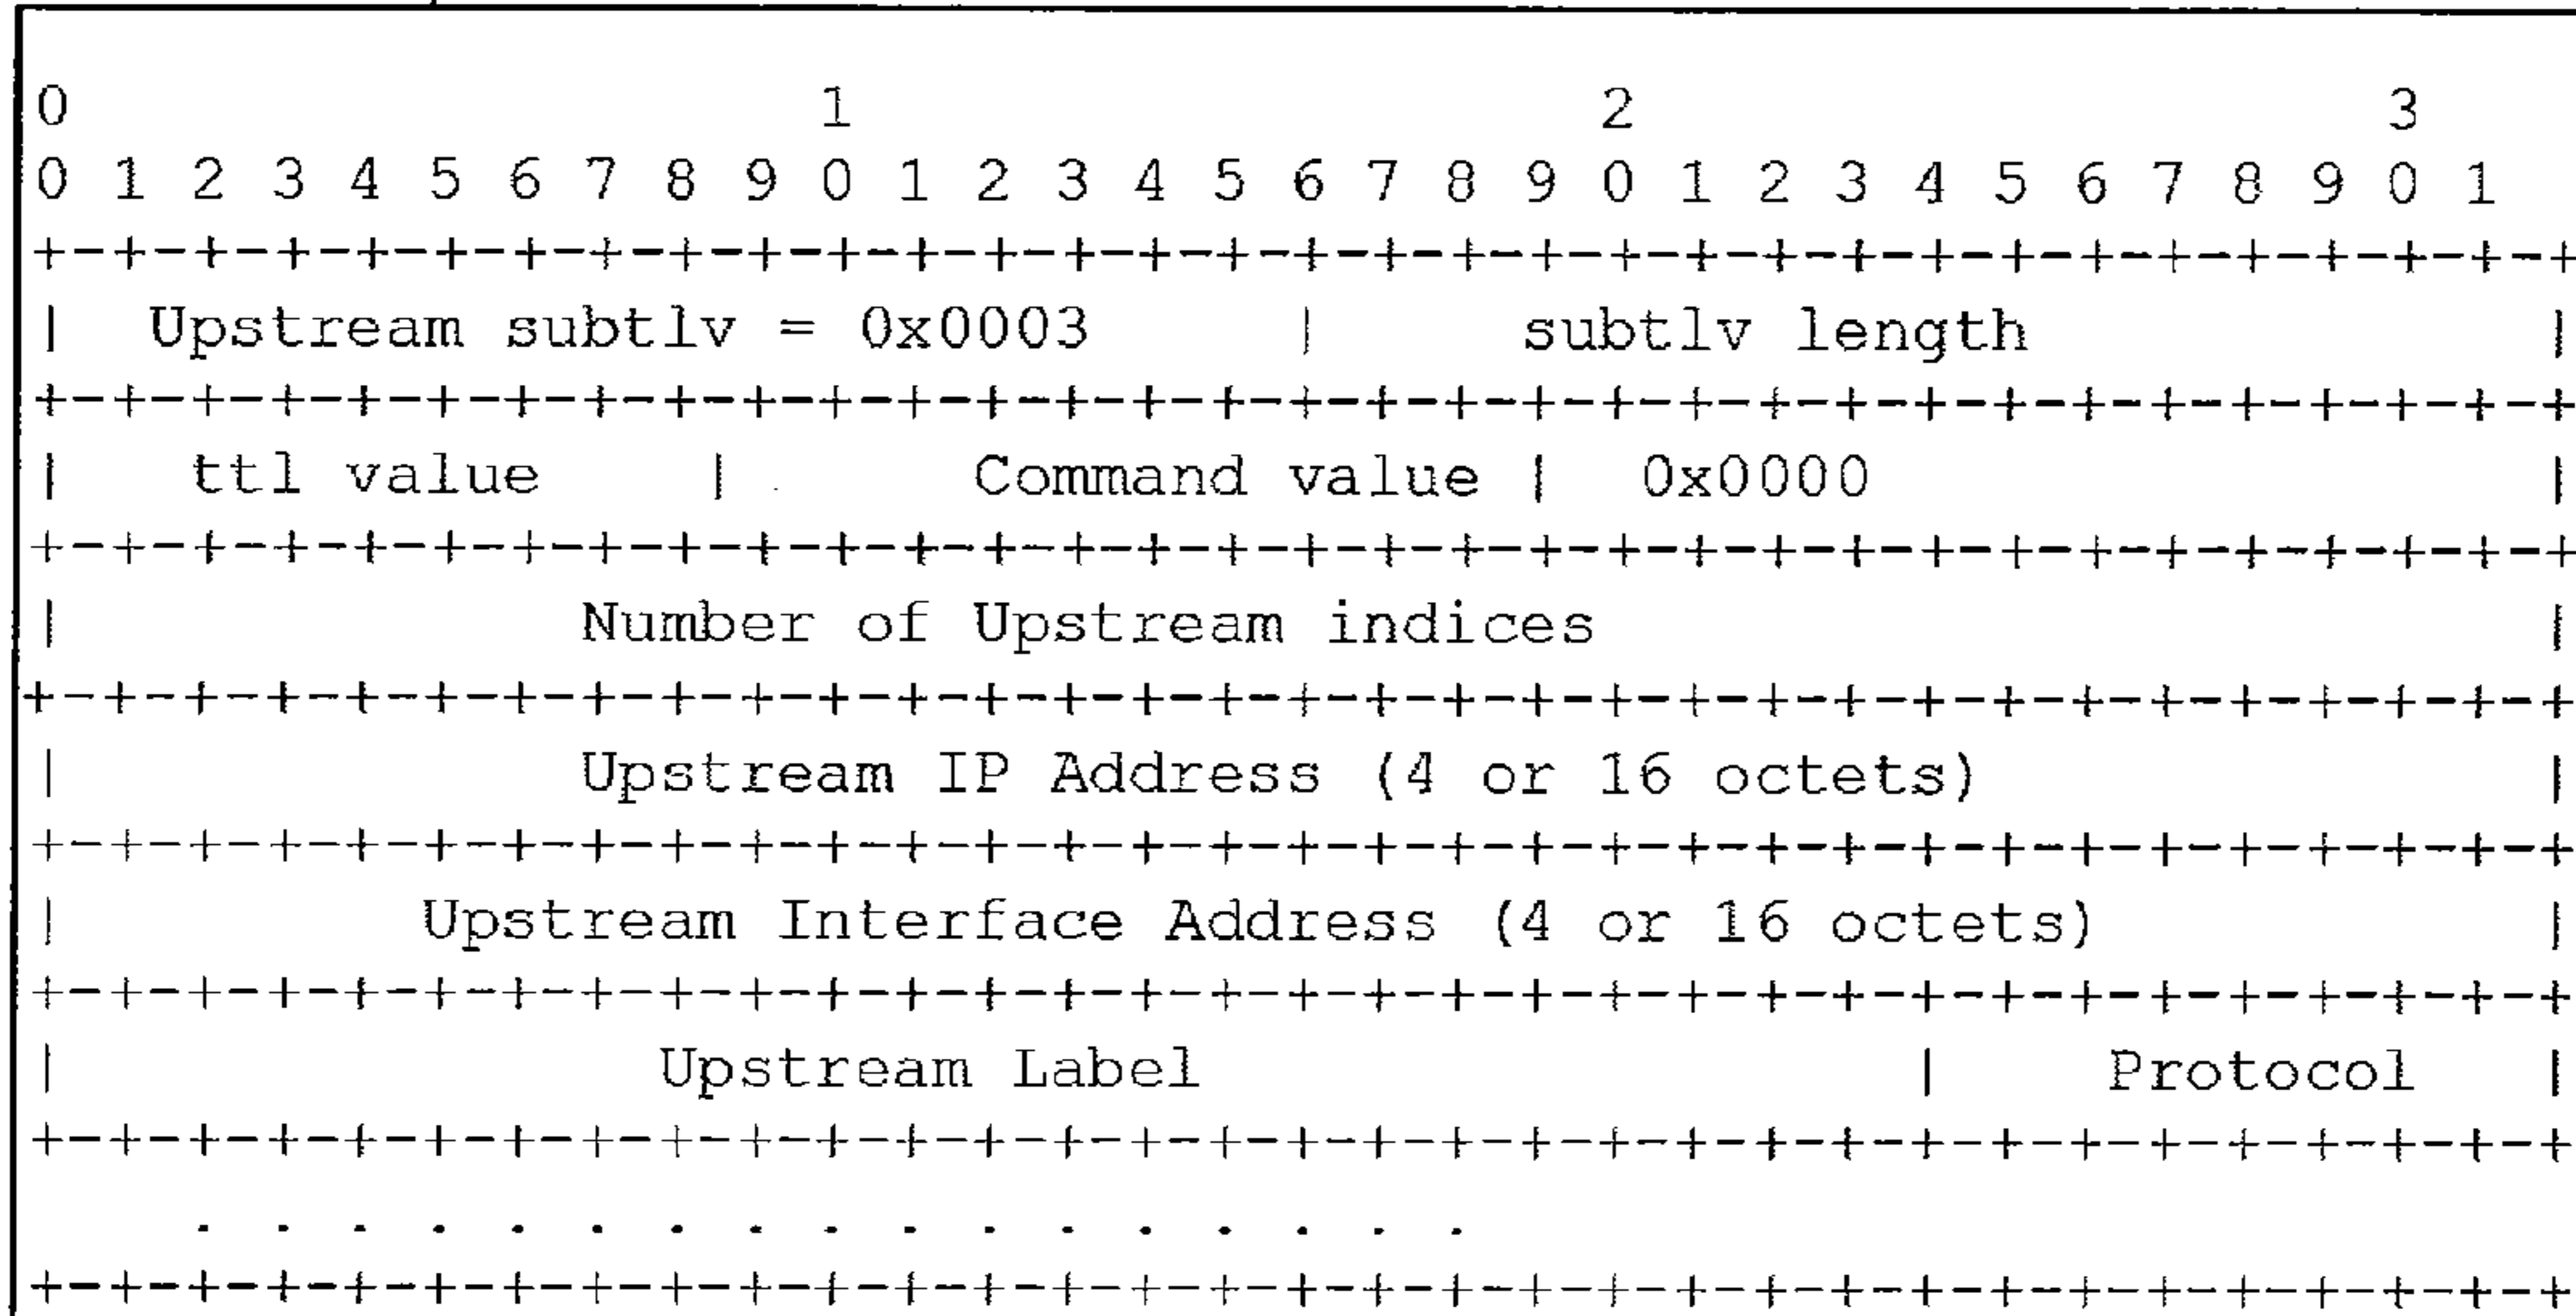 0                   1                   2                   3
0 1 2 3 4 5 6 7 8 9 0 1 2 3 4 5 6 7 8 9 0 1 2 3 4 5 6 7 8 9 0 1
+-+-+-+-+-+-+-+-+-+-+-+-+-+-+-+-+-+-+-+-+-+-+-+-+-+-+-+-+-+-+-+-+
|  Upstream subtlv = 0x0003     |     subtlv length             |
+-+-+-+-+-+-+-+-+-+-+-+-+-+-+-+-+-+-+-+-+-+-+-+-+-+-+-+-+-+-+-+-+
|   ttl value    |      Command value |  0x0000                 |
+-+-+-+-+-+-+-+-+-+-+-+-+-+-+-+-+-+-+-+-+-+-+-+-+-+-+-+-+-+-+-+-+
|             Number of Upstream indices                        |
+-+-+-+-+-+-+-+-+-+-+-+-+-+-+-+-+-+-+-+-+-+-+-+-+-+-+-+-+-+-+-+-+
|             Upstream IP Address (4 or 16 octets)              |
+-+-+-+-+-+-+-+-+-+-+-+-+-+-+-+-+-+-+-+-+-+-+-+-+-+-+-+-+-+-+-+-+
|         Upstream Interface Address (4 or 16 octets)           |
+-+-+-+-+-+-+-+-+-+-+-+-+-+-+-+-+-+-+-+-+-+-+-+-+-+-+-+-+-+-+-+-+
|               Upstream Label                  |    Protocol   |
+-+-+-+-+-+-+-+-+-+-+-+-+-+-+-+-+-+-+-+-+-+-+-+-+-+-+-+-+-+-+-+-+
. . . . . . . . . . . . . . . . .
+-+-+-+-+-+-+-+-+-+-+-+-+-+-+-+-+-+-+-+-+-+-+-+-+-+-+-+-+-+-+-+-+